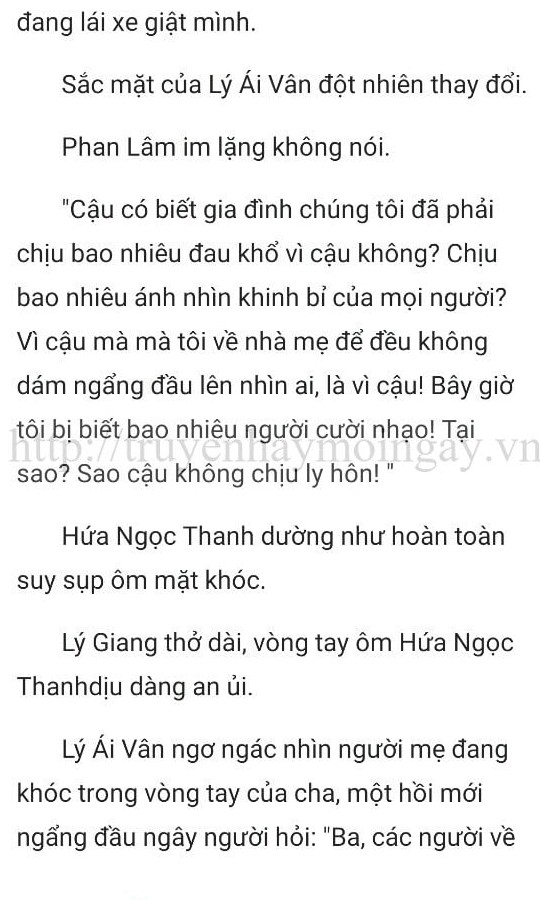 đang lái xe giật mình.
Sắc mặt của Lý Ái Vân đột nhiên thay đổi.
Phan Lâm im lặng không nói.
"Cậu có biết gia đình chúng tôi đã phải
chịu bao nhiêu đau khổ vì cậu không? Chịu
bao nhiêu ánh nhìn khinh bỉ của mọi người?
Vì cậu mà mà tôi về nhà mẹ để đều không
dám ngẩng đầu lên nhìn ai, là vì cậu! Bây giờ
tôi bị biết bao nhiêu người cười nhạo! Tại
http://truyenhaymoingay.vn
sao? Sao cậu không chịu ly hôn! "
Hứa Ngọc Thanh dường như hoàn toàn
suy sụp ôm mặt khóc.
Lý Giang thở dài, vòng tay ôm Hứa Ngọc
Thanhdịu dàng an ủi.
Lý Ái Vân ngơ ngác nhìn người mẹ đang
khóc trong vòng tay của cha, một hồi mới
ngẩng đầu ngây người hỏi: "Ba, các người về